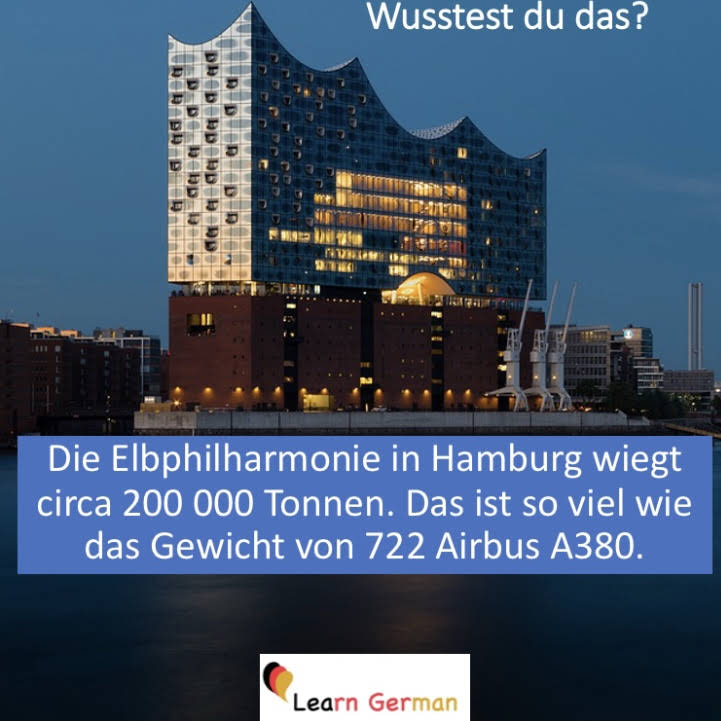 Wusstest du das?
Die Elbphilharmonie in Hamburg wiegt
circa 200 000 Tonnen. Das ist so viel wie
das Gewicht von 722 Airbus A380.
Learn German